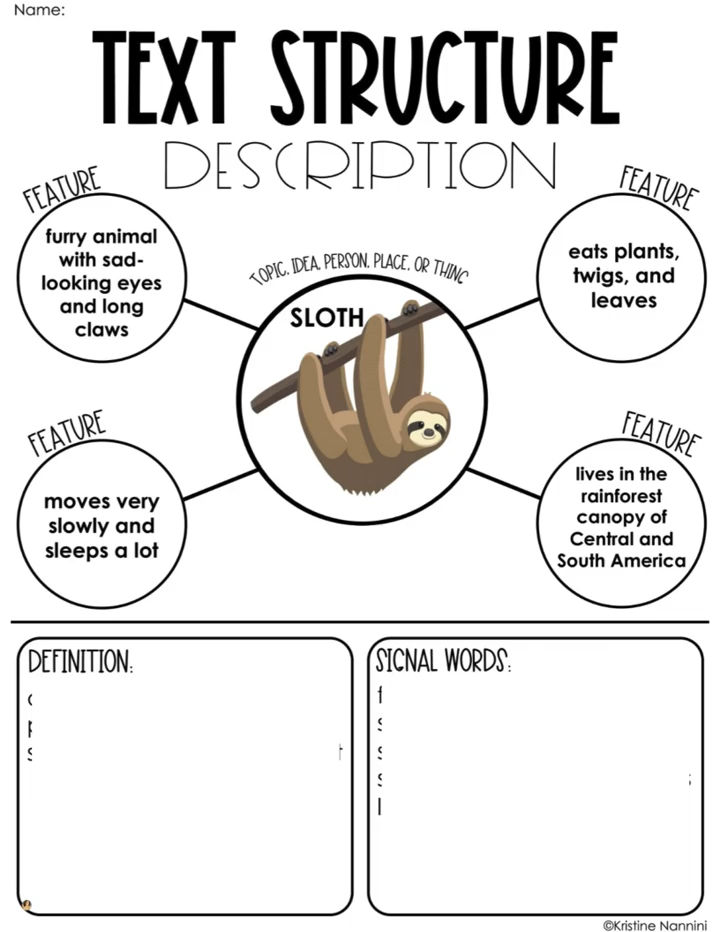 Name:
TEXT STRUCTURE
DESCRIPTION
FEATURE
furry animal
with sad-
looking eyes
and long
claws
FEATURE
eats plants,
twigs, and
leaves
TOPIC, IDEA, PERSON, PLACE, OR THING
SLOTH
FEATURE
moves very
slowly and
sleeps a lot
FEATURE
lives in the
rainforest
canopy of
Central and
South America
DEFINITION:
SIGNAL WORDS:
©Kristine Nannini